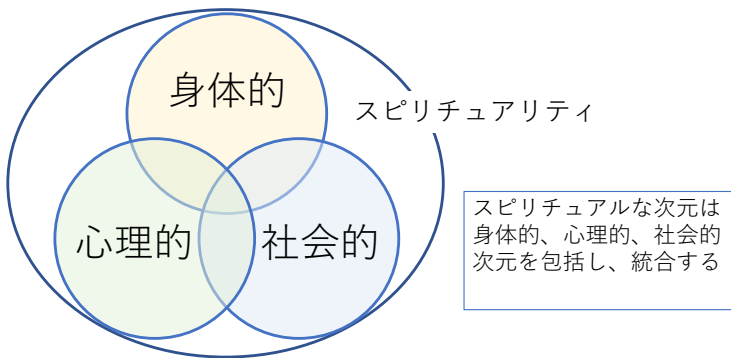 身体的
スピリチュアリティ
心理的
社会的
スピリチュアルな次元は
身体的、心理的、社会的
次元を包括し、統合する